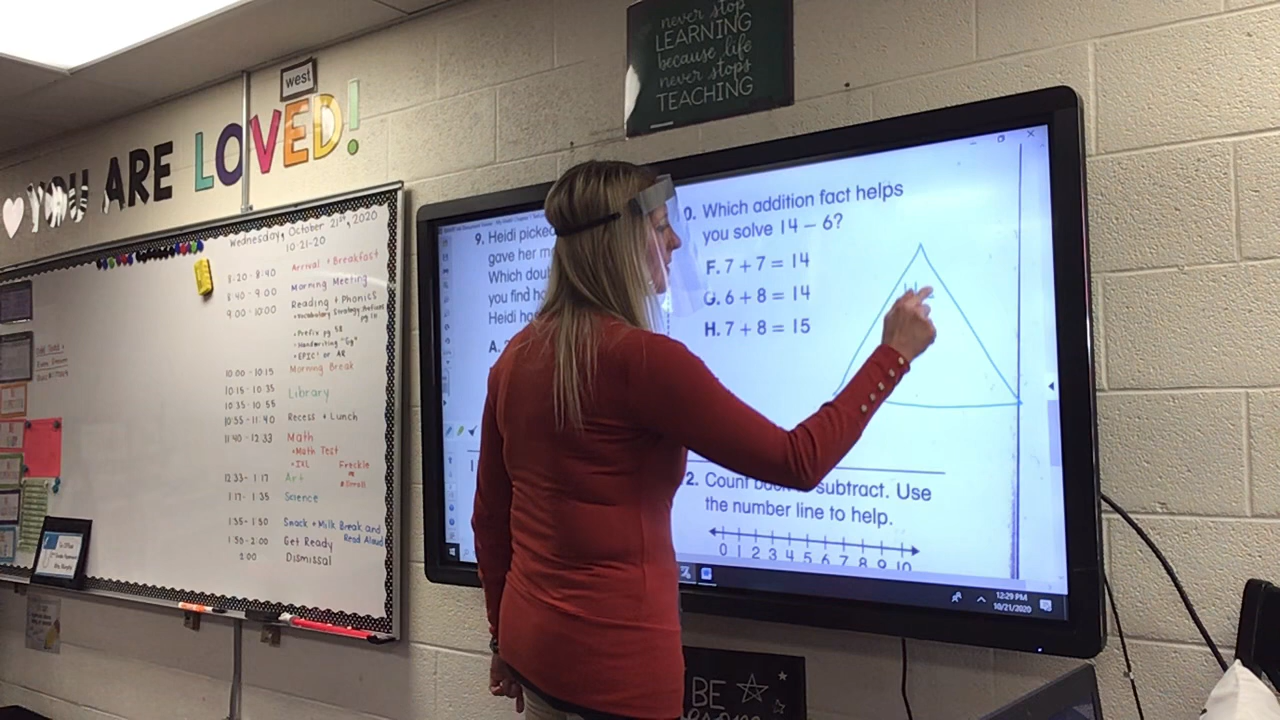 west
YOU ARE LOVED!
never stop
LEARNING
because life
never stops
TEACHING
Wednesday, October 21st, 2020
10-21-20
8:20 - 8:40 Arrival + Breakfast
8:40 - 9:00 Morning Meeting
9:00 - 10:00 Reading + Phonics
• Vocabulary Strategy Prefixes
• Prefix pg 58
• Handwriting "Gg"
• EPIC! or AR
10:00 - 10:15 Morning Break
10:15 - 10:35 Library
10:35 - 10:55
10:55 - 11:40 Recess + Lunch
11:40 - 12:33 Math
• Math Test
• IXL Freckle
12:33 - 1:17 Art
1:17 - 1:35 Science
1:35 - 1:50 Snack + Milk Break and
Read Aloud
1:50 - 2:00 Get Ready
2:00 Dismissal
9. Heidi picked
gave her
Which
you find
Heidi
A.
0. Which addition fact helps
you solve 14 – 6?
F. 7 + 7 = 14
G. 6 + 8 = 14
H. 7 + 8 = 15
2. Count back to subtract. Use
the number line to help.
0 1 2 3 4 5 6 7 8 9 10
12:29 PM
10/21/2020
BE